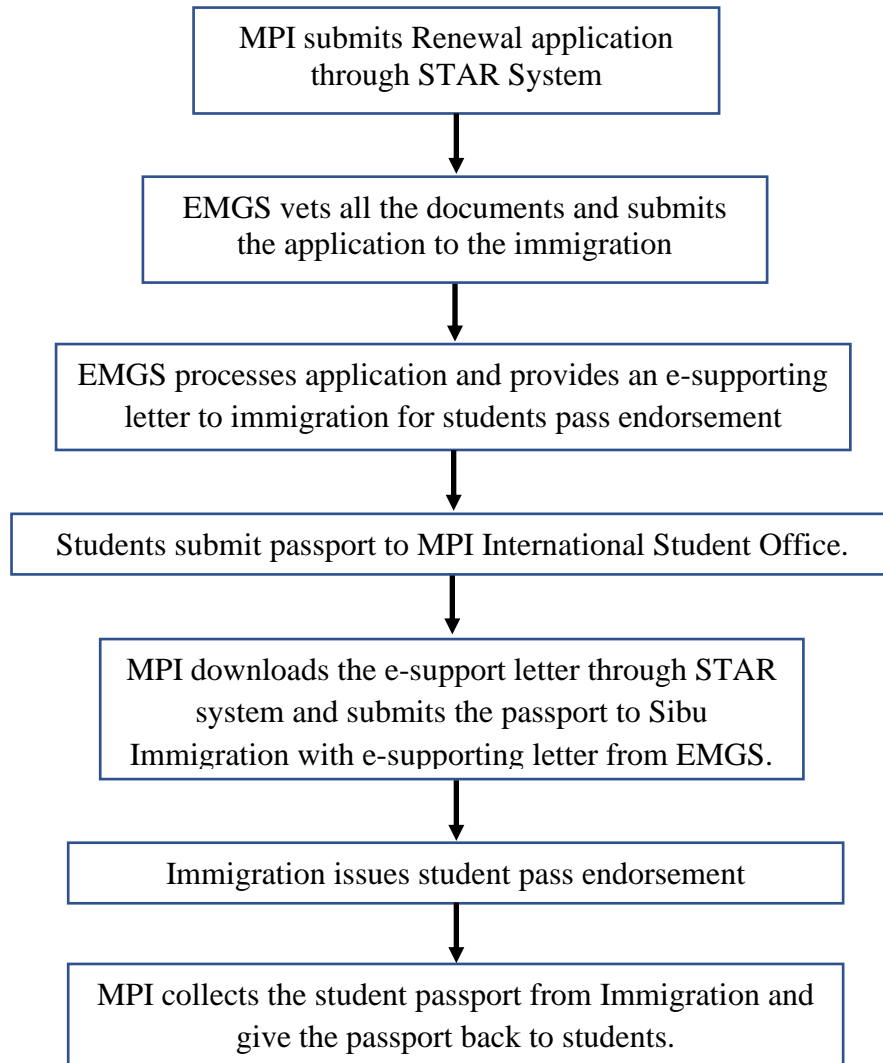 MPI submits Renewal application
through STAR System
EMGS vets all the documents and submits
the application to the immigration
EMGS processes application and provides an e-supporting
letter to immigration for students pass endorsement
Students submit passport to MPI International Student Office.
MPI downloads the e-support letter through STAR
system and submits the passport to Sibu
Immigration with e-supporting letter from EMGS.
Immigration issues student pass endorsement
MPI collects the student passport from Immigration and
give the passport back to students.